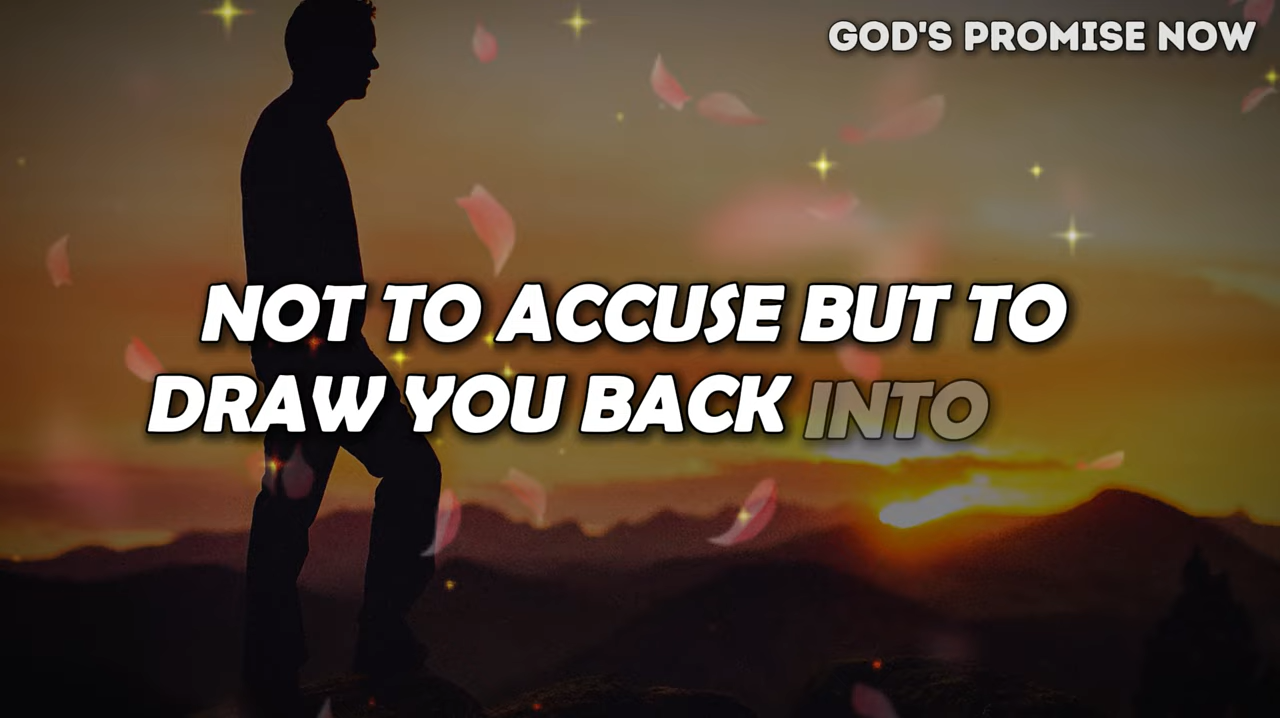 GOD'S PROMISE NOW
NOT TO ACCUSE BUT TO
DRAW YOU BACK INTO